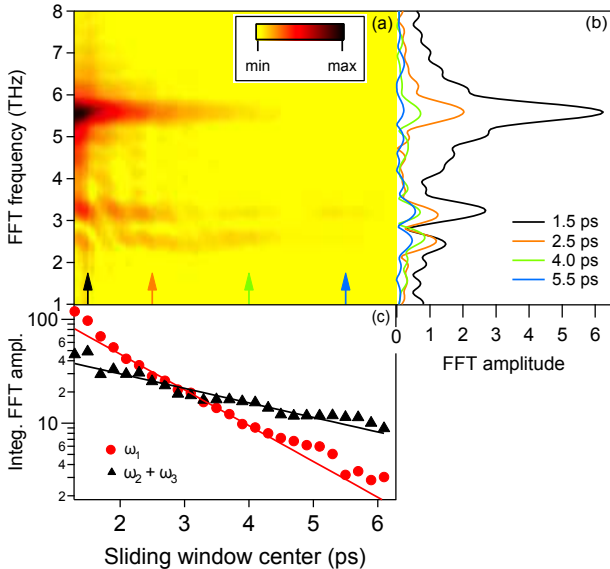 (a)
(b)
min max
8
7
6
5
4
3
2
1
FFT frequency (THz)
1.5 ps
2.5 ps
4.0 ps
5.5 ps
0 1 2 3 4 5 6
FFT amplitude
(c)
100
4
2
10
6
4
2
Integ. FFT ampl.
ω1
ω2 + ω3
2 3 4 5 6
Sliding window center (ps)